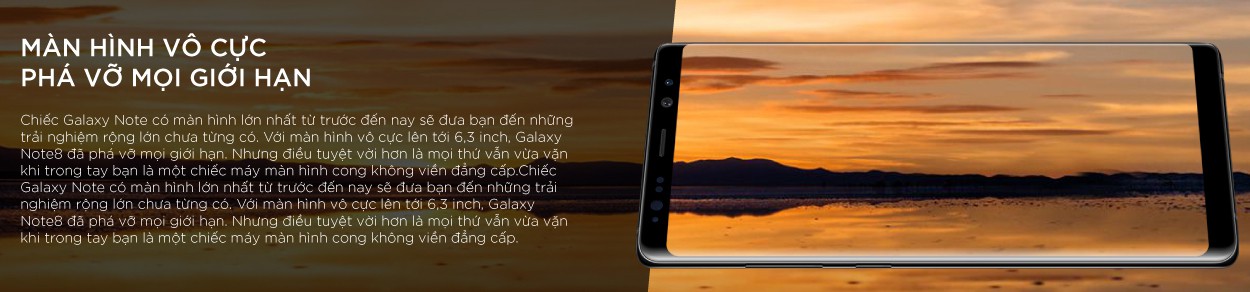 MÀN HÌNH VÔ CỰC
PHÁ VỠ MỌI GIỚI HẠN
Chiếc Galaxy Note có màn hình lớn nhất từ trước đến nay sẽ đưa bạn đến những
trải nghiệm rộng lớn chưa từng có. Với màn hình vô cực lên tới 6,3 inch, Galaxy
Note8 đã phá vỡ mọi giới hạn. Nhưng điều tuyệt vời hơn là mọi thứ vẫn vừa vặn
khi trong tay bạn là một chiếc máy màn hình cong không viền đẳng cấp.Chiếc
Galaxy Note có màn hình lớn nhất từ trước đến nay sẽ đưa bạn đến những trải
nghiệm rộng lớn chưa từng có. Với màn hình vô cực lên tới 6,3 inch, Galaxy
Note8 đã phá vỡ mọi giới hạn. Nhưng điều tuyệt vời hơn là mọi thứ vẫn vừa vặn
khi trong tay bạn là một chiếc máy màn hình cong không viền đẳng cấp.